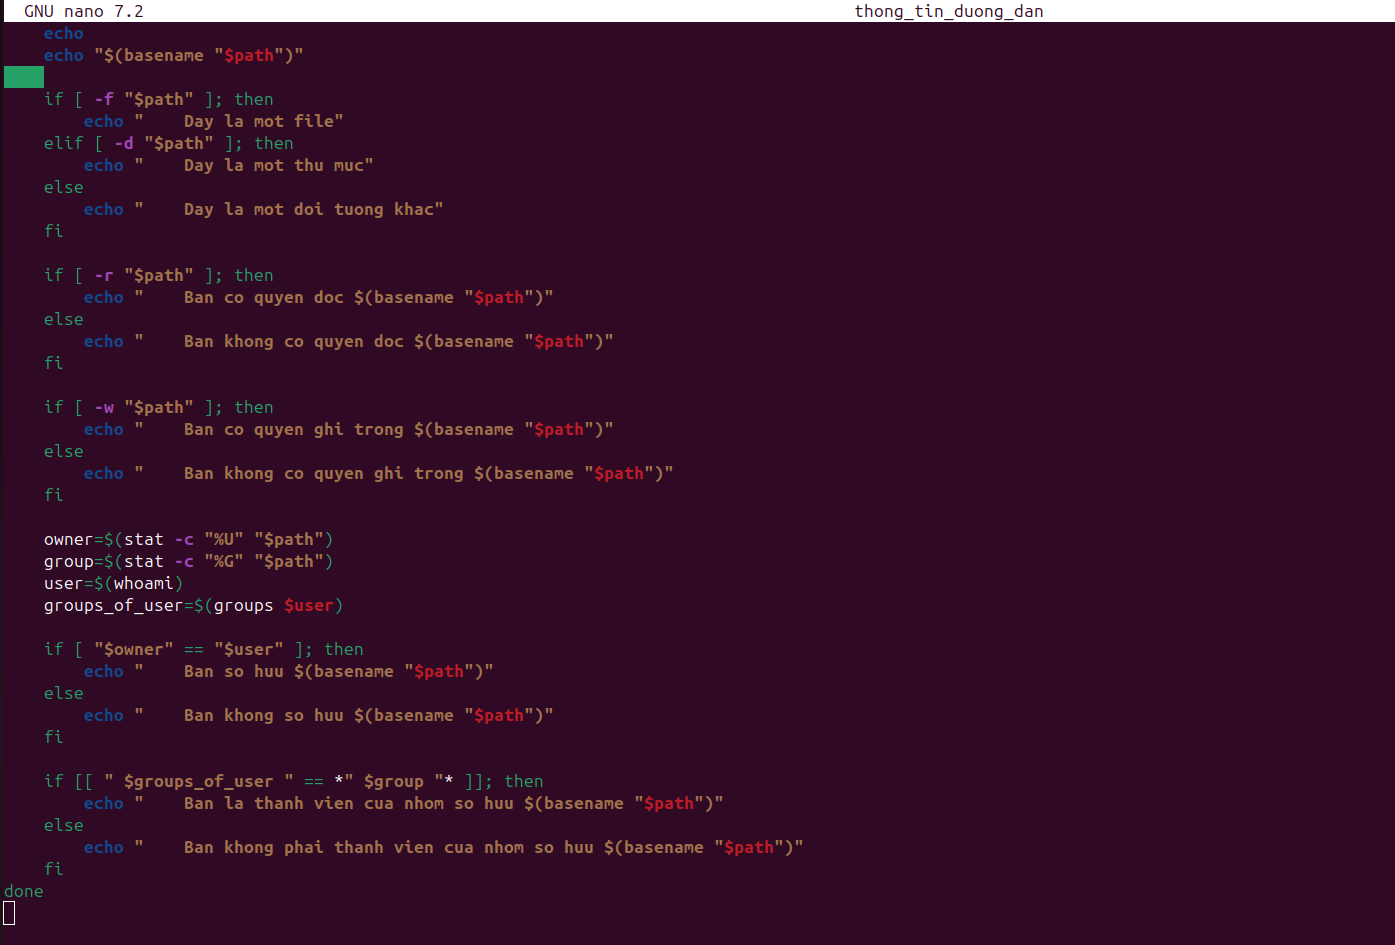 GNU nano 7.2 thong_tin_duong_dan
    echo
    echo "$(basename "$path")"

    if [ -f "$path" ]; then
        echo "    Day la mot file"
    elif [ -d "$path" ]; then
        echo "    Day la mot thu muc"
    else
        echo "    Day la mot doi tuong khac"
    fi

    if [ -r "$path" ]; then
        echo "    Ban co quyen doc $(basename "$path")"
    else
        echo "    Ban khong co quyen doc $(basename "$path")"
    fi

    if [ -w "$path" ]; then
        echo "    Ban co quyen ghi trong $(basename "$path")"
    else
        echo "    Ban khong co quyen ghi trong $(basename "$path")"
    fi

    owner=$(stat -c "%U" "$path")
    group=$(stat -c "%G" "$path")
    user=$(whoami)
    groups_of_user=$(groups $user)

    if [ "$owner" == "$user" ]; then
        echo "    Ban so huu $(basename "$path")"
    else
        echo "    Ban khong so huu $(basename "$path")"
    fi

    if [[ " $groups_of_user " == *" $group "* ]]; then
        echo "    Ban la thanh vien cua nhom so huu $(basename "$path")"
    else
        echo "    Ban khong phai thanh vien cua nhom so huu $(basename "$path")"
    fi
done